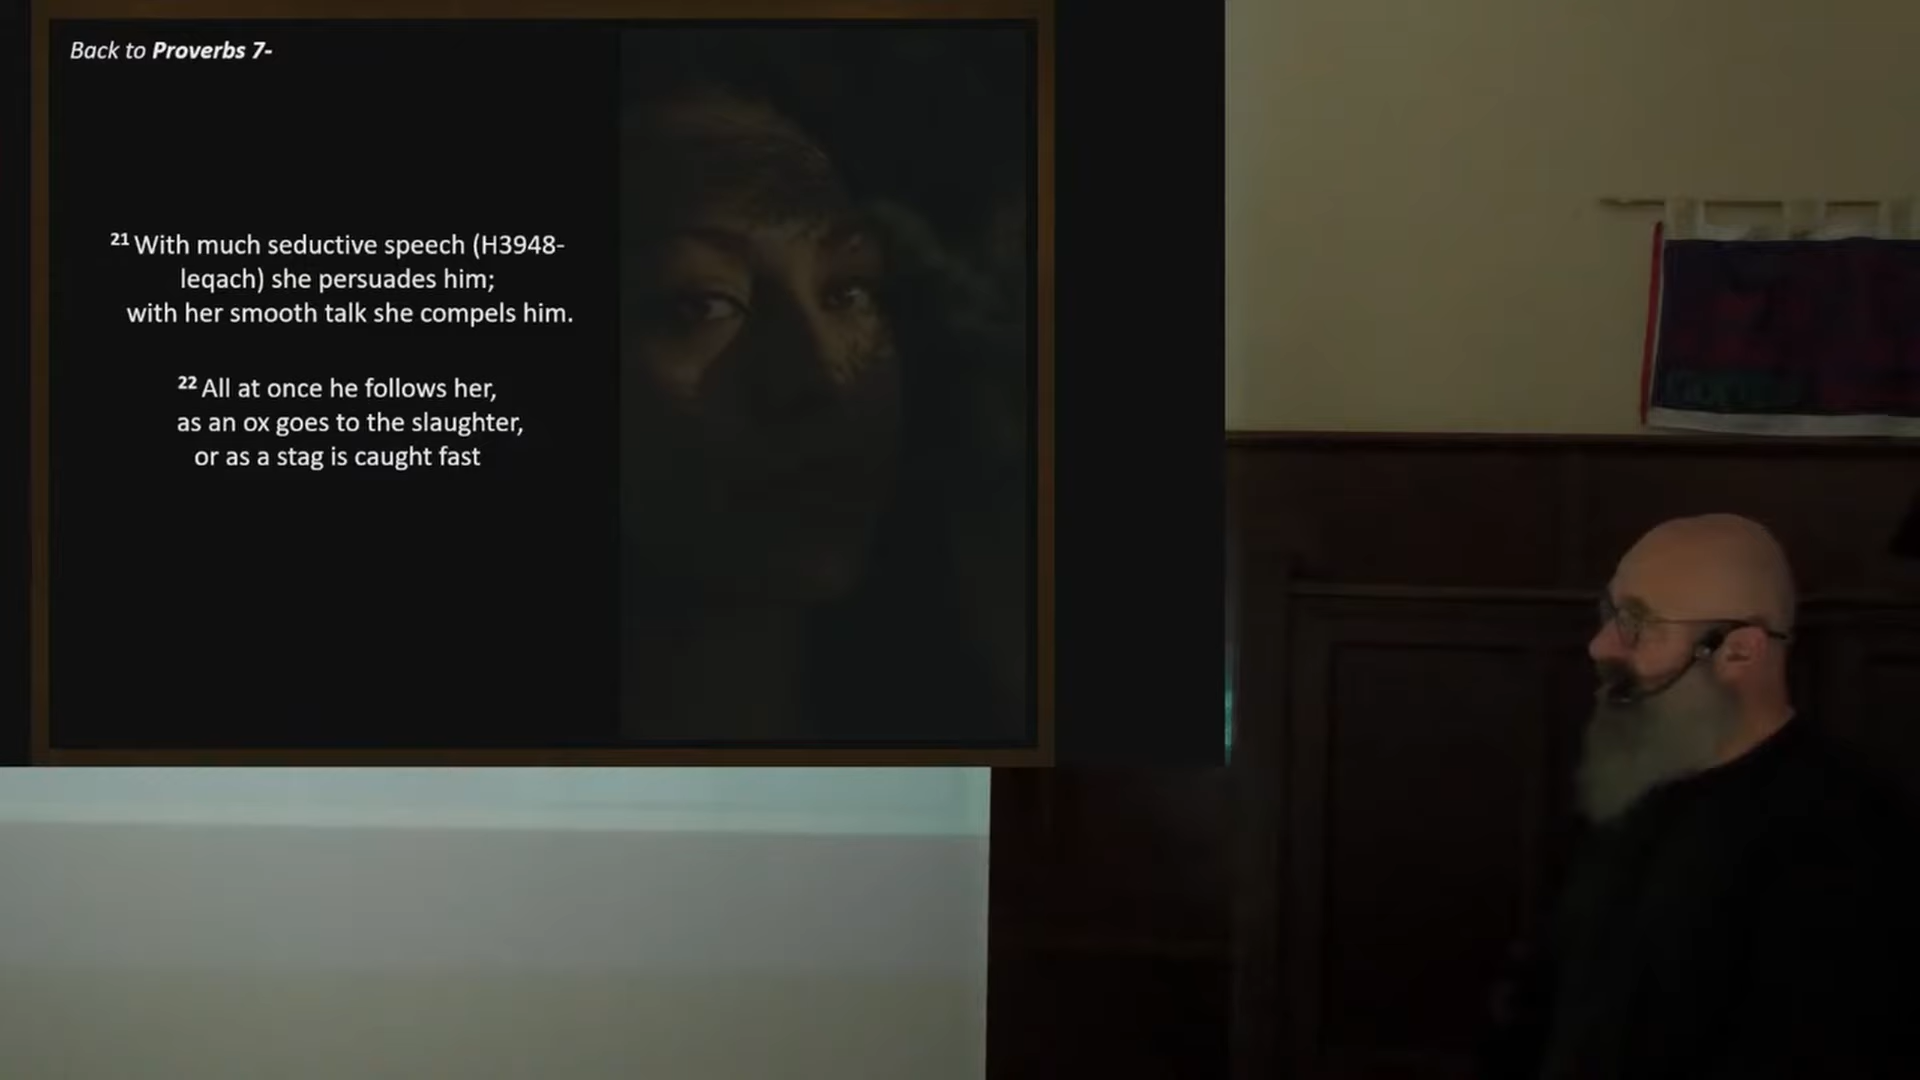 Back to Proverbs 7-
21 With much seductive speech (H3948-
leqach) she persuades him;
with her smooth talk she compels him.
22 All at once he follows her,
as an ox goes to the slaughter,
or as a stag is caught fast